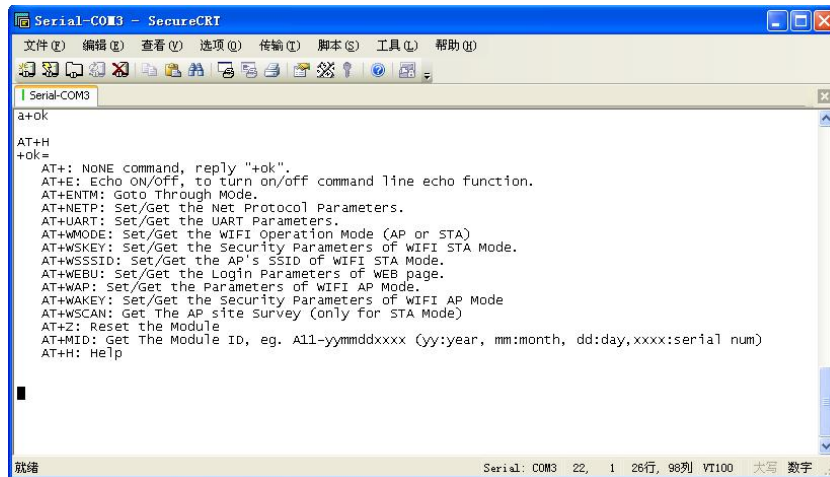 Serial-COM3 - SecureCRT
文件(F) 编辑(E) 查看(V) 选项(O) 传输(T) 脚本(S) 工具(L) 帮助(H)
Serial-COM3
a+ok
AT+H
+ok=
AT+: NONE command, reply "+ok".
AT+E: Echo ON/Off, to turn on/off command line echo function.
AT+ENTM: Goto Through MOde.
AT+NETP: Set/Get the Net Protocol Parameters.
AT+UART: Set/Get the UART Parameters.
AT+WMODE: Set/Get the WIFI Operation Mode (AP or STA)
AT+WSKEY: Set/Get the Security Parameters of WIFI STA Mode.
AT+WSSSID: Set/Get the AP's SSID of WIFI STA Mode.
AT+WEBU: Set/Get the Login Parameters of WEB page.
AT+WAP: Set/Get the Parameters of WIFI AP Mode.
AT+WAKEY: Set/Get the Security Parameters of WIFI AP Mode
AT+WSCAN: Get The AP site Survey (only for STA Mode)
AT+Z: Reset the Module
AT+MID: Get The Module ID, eg. A11-yymmddxxxx (yy:year, mm:month, dd:day,xxxx:serial num)
AT+H: Help
就绪 Serial: COM3 22, 1 26行, 98列 VT100 大写 数字